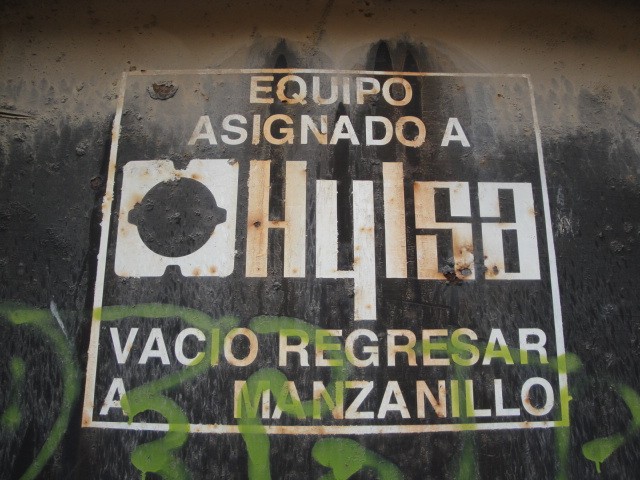 EQUIPO
ASIGNADO A
Hylsa
VACIO REGRESAR
A MANZANILLO